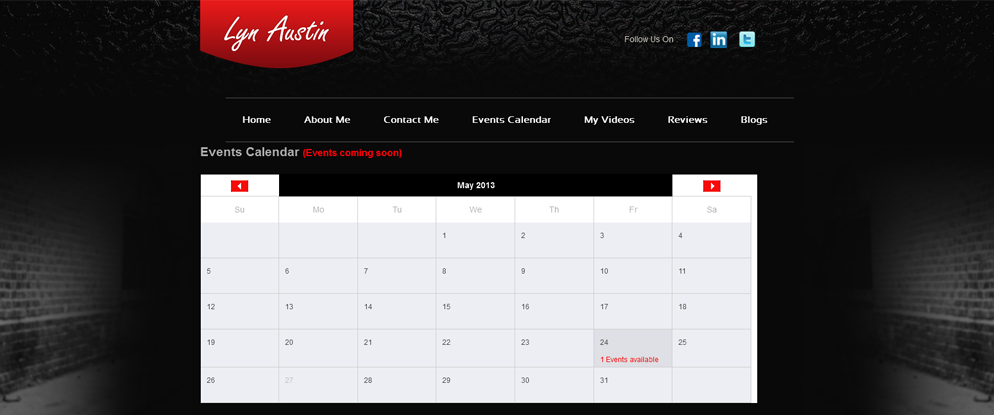 Lyn Austin
Follow Us On
Home About Me Contact Me Events Calendar My Videos Reviews Blogs
Events Calendar (Events coming soon)
May 2013
Su Mo Tu We Th Fr Sa
1 2 3 4
5 6 7 8 9 10 11
12 13 14 15 16 17 18
19 20 21 22 23 24 25
1 Events available
26 27 28 29 30 31